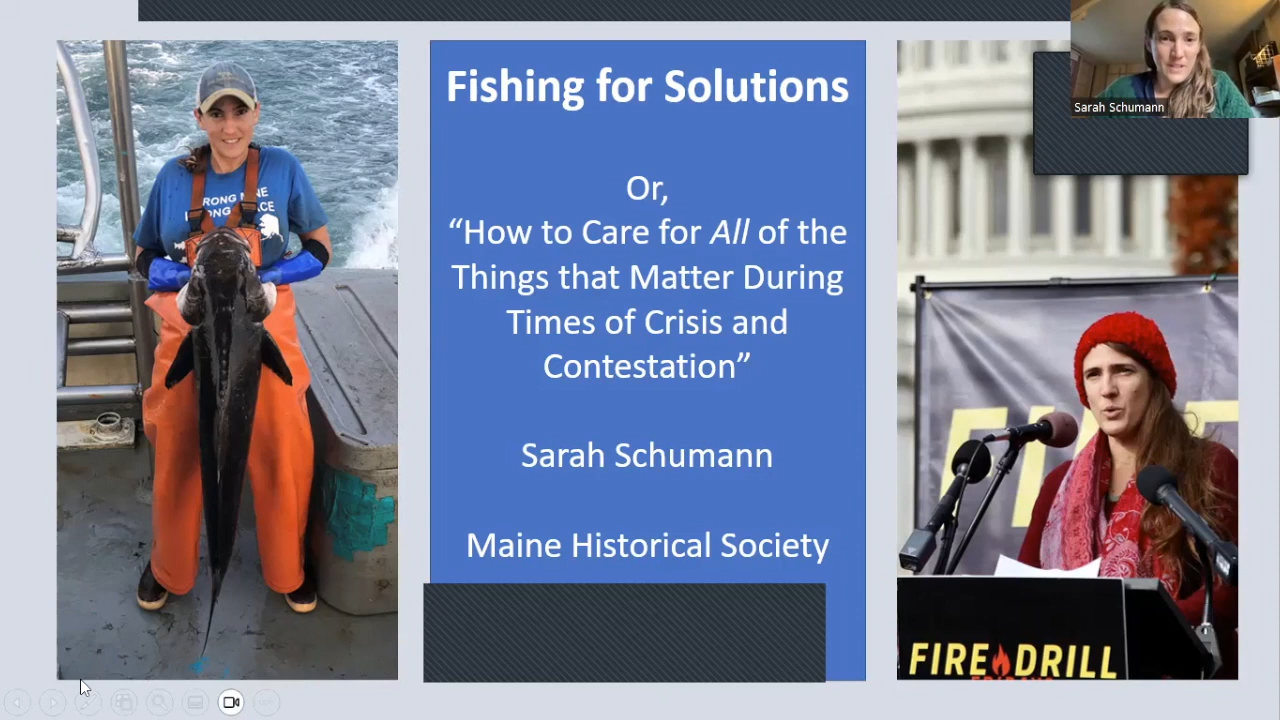 Fishing for Solutions
Or,
“How to Care for All of the
Things that Matter During
Times of Crisis and
Contestation”
Sarah Schumann
Maine Historical Society
Sarah Schumann
FIRE DRILL